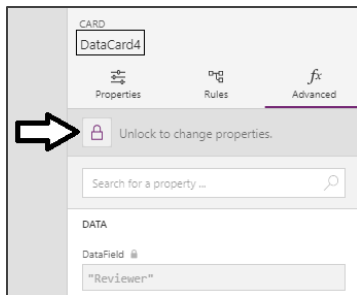 CARD
DataCard4
Properties
Rules
fx
Advanced
Unlock to change properties.
Search for a property ...
DATA
DataField
"Reviewer"